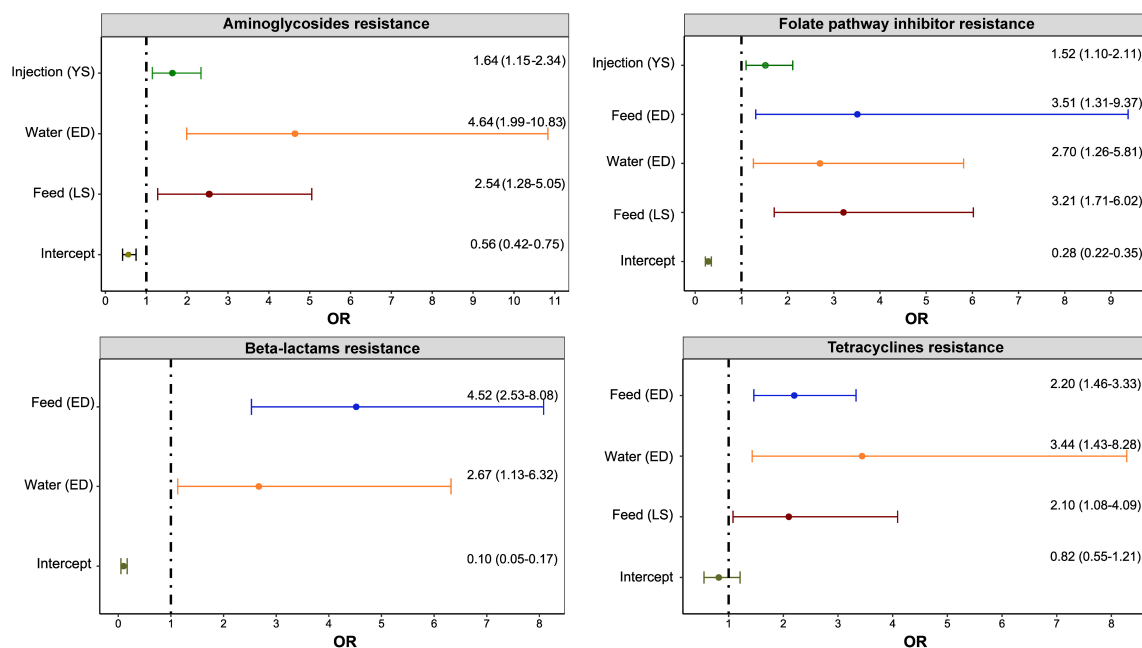 Aminoglycosides resistance
Injection (YS)
1.64 (1.15-2.34)
Water (ED)
4.64 (1.99-10.83)
Feed (LS)
2.54 (1.28-5.05)
Intercept
0.56 (0.42-0.75)
0 1 2 3 4 5 6 7 8 9 10 11
OR
Folate pathway inhibitor resistance
Injection (YS)
1.52 (1.10-2.11)
Feed (ED)
3.51 (1.31-9.37)
Water (ED)
2.70 (1.26-5.81)
Feed (LS)
3.21 (1.71-6.02)
Intercept
0.28 (0.22-0.35)
0 1 2 3 4 5 6 7 8 9
OR
Beta-lactams resistance
Feed (ED)
4.52 (2.53-8.08)
Water (ED)
2.67 (1.13-6.32)
Intercept
0.10 (0.05-0.17)
0 1 2 3 4 5 6 7 8
OR
Tetracyclines resistance
Feed (ED)
2.20 (1.46-3.33)
Water (ED)
3.44 (1.43-8.28)
Feed (LS)
2.10 (1.08-4.09)
Intercept
0.82 (0.55-1.21)
1 2 3 4 5 6 7 8
OR